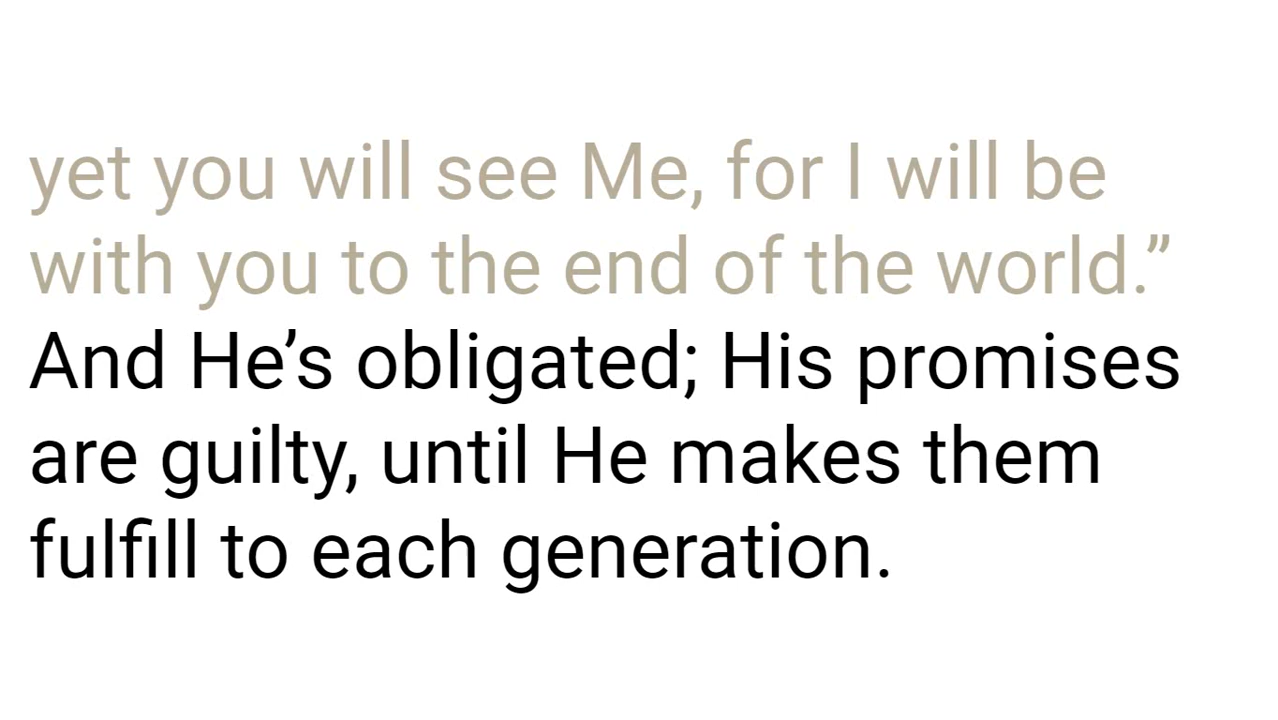 yet you will see Me, for I will be
with you to the end of the world.”
And He’s obligated; His promises
are guilty, until He makes them
fulfill to each generation.